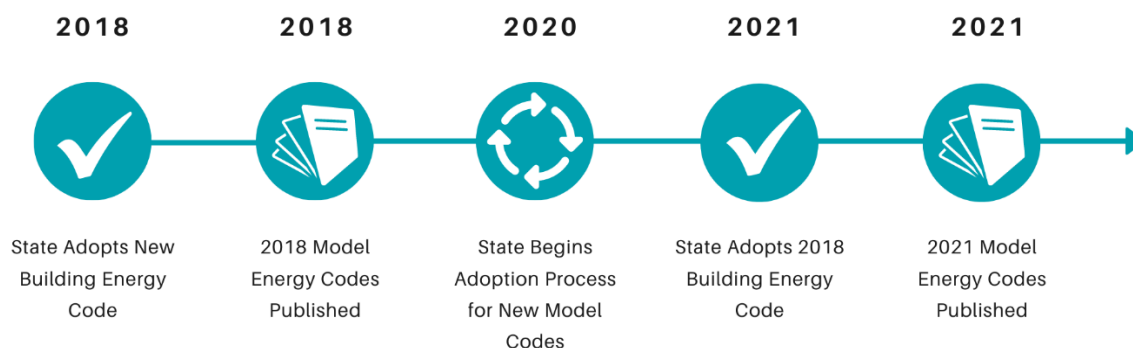 2018
2018
2020
2021
2021
State Adopts New
Building Energy
Code
2018 Model
Energy Codes
Published
State Begins
Adoption Process
for New Model
Codes
State Adopts 2018
Building Energy
Code
2021 Model
Energy Codes
Published